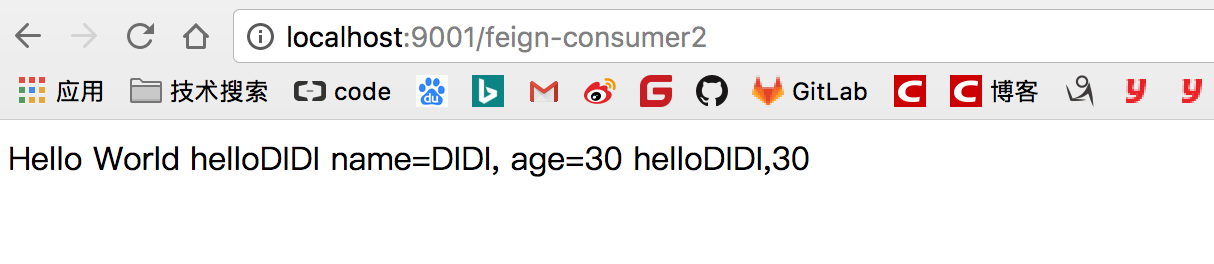 localhost:9001/feign-consumer2
应用 技术搜索 code du GitLab 博客
Hello World helloDIDI name=DIDI, age=30 helloDIDI,30